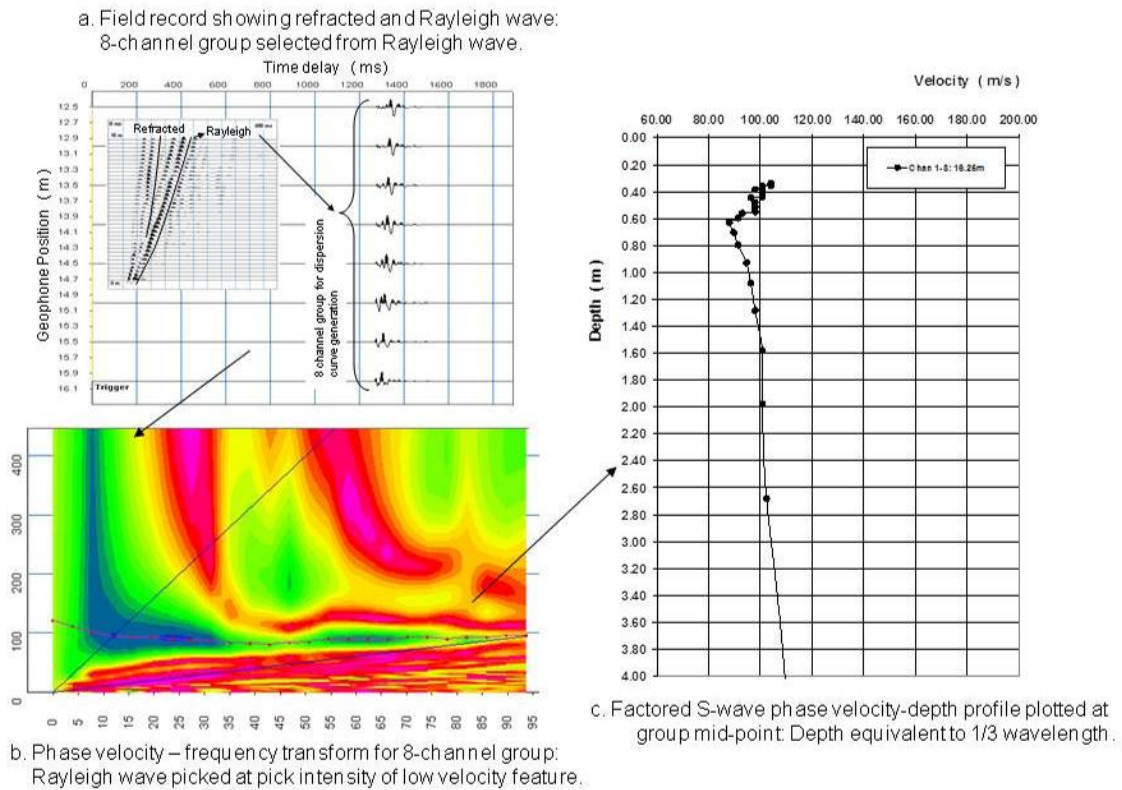 a. Field record showing refracted and Rayleigh wave:
8-channel group selected from Rayleigh wave.
Time delay ( ms )
0 200 400 600 800 1000 1200 1400 1600 1800
Geophone Position ( m )
12.5
12.7
12.9
13.1
13.3
13.5
13.7
13.9
14.1
14.3
14.5
14.7
14.9
15.1
15.3
15.5
15.7
15.9
16.1
Refracted
Rayleigh
8 channel group for dispersion
curve generation
Trigger
400
300
200
100
0
0 5 10 15 20 25 30 35 40 45 50 55 60 65 70 75 80 85 90 95
b. Phase velocity – frequency transform for 8-channel group:
Rayleigh wave picked at pick intensity of low velocity feature.
Velocity ( m/s )
60.00 80.00 100.00 120.00 140.00 160.00 180.00 200.00
Depth ( m )
0.00
0.20
0.40
0.60
0.80
1.00
1.20
1.40
1.60
1.80
2.00
2.20
2.40
2.60
2.80
3.00
3.20
3.40
3.60
3.80
4.00
Chan 1-8: 16.25m
c. Factored S-wave phase velocity-depth profile plotted at
group mid-point: Depth equivalent to 1/3 wavelength.